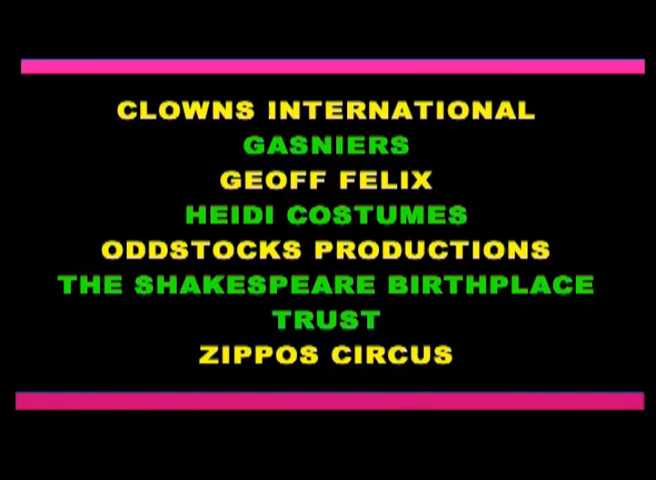 CLOWNS INTERNATIONAL
GASNIERS
GEOFF FELIX
HEIDI COSTUMES
ODDSTOCKS PRODUCTIONS
THE SHAKESPEARE BIRTHPLACE
TRUST
ZIPPOS CIRCUS